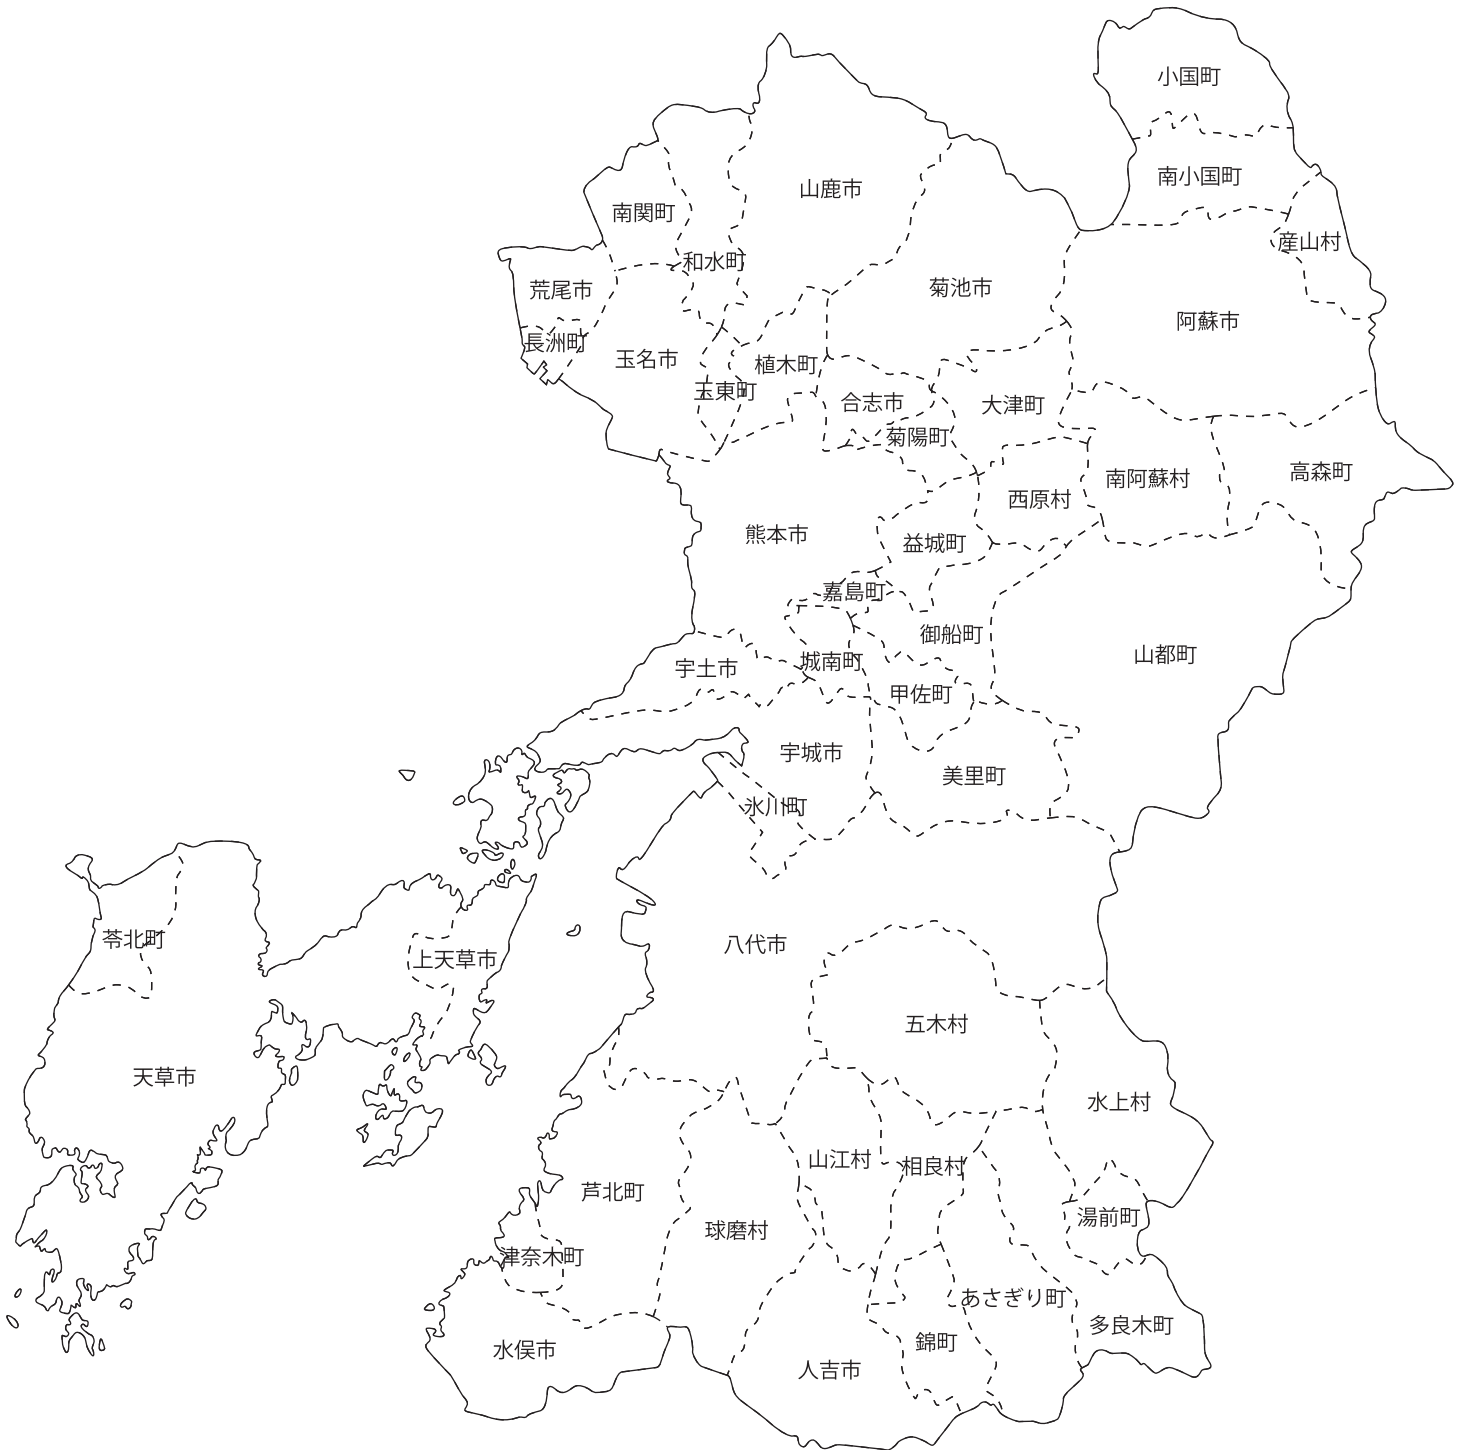 小国町
南小国町
山鹿市
南関町
産山村
和水町
荒尾市
菊池市
阿蘇市
長洲町
玉名市
植木町
玉東町
合志市
大津町
菊陽町
高森町
南阿蘇村
西原村
熊本市
益城町
嘉島町
御船町
山都町
城南町
宇土市
甲佐町
宇城市
美里町
氷川町
苓北町
八代市
上天草市
五木村
天草市
水上村
山江村
相良村
芦北町
湯前町
球磨村
津奈木町
あさぎり町
多良木町
錦町
水俣市
人吉市